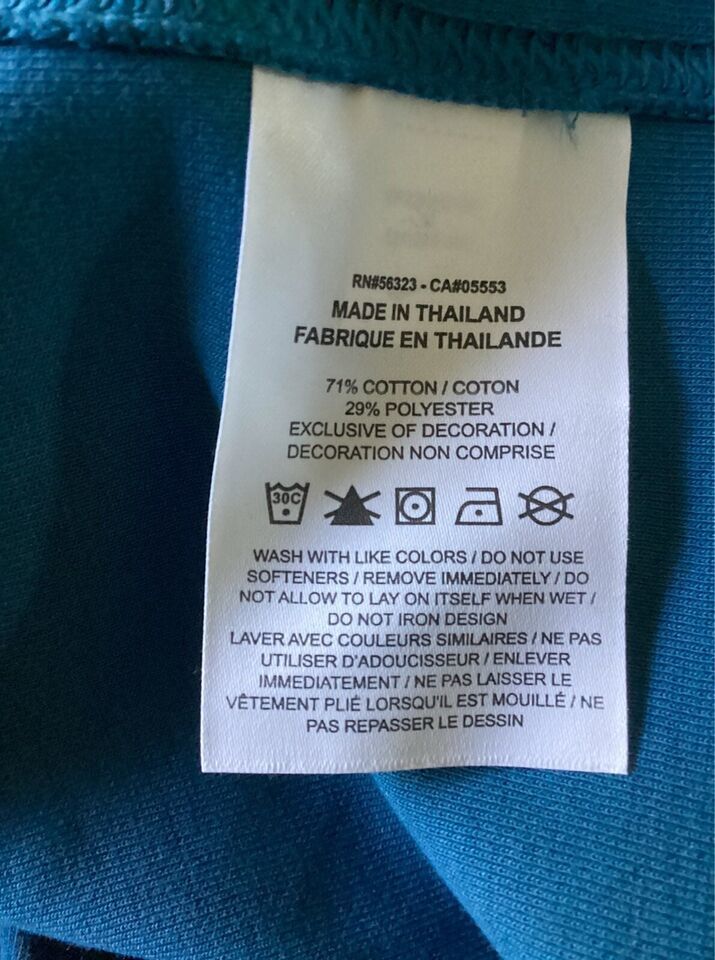 RN#56323 - CA#05553
MADE IN THAILAND
FABRIQUE EN THAILANDE
71% COTTON / COTON
29% POLYESTER
EXCLUSIVE OF DECORATION /
DECORATION NON COMPRISE
30C
WASH WITH LIKE COLORS / DO NOT USE
SOFTENERS / REMOVE IMMEDIATELY / DO
NOT ALLOW TO LAY ON ITSELF WHEN WET /
DO NOT IRON DESIGN
LAVER AVEC COULEURS SIMILAIRES / NE PAS
UTILISER D'ADOUCISSEUR / ENLEVER
IMMEDIATEMENT / NE PAS LAISSER LE
VÊTEMENT PLIÉ LORSQU'IL EST MOUILLÉ / NE
PAS REPASSER LE DESSIN